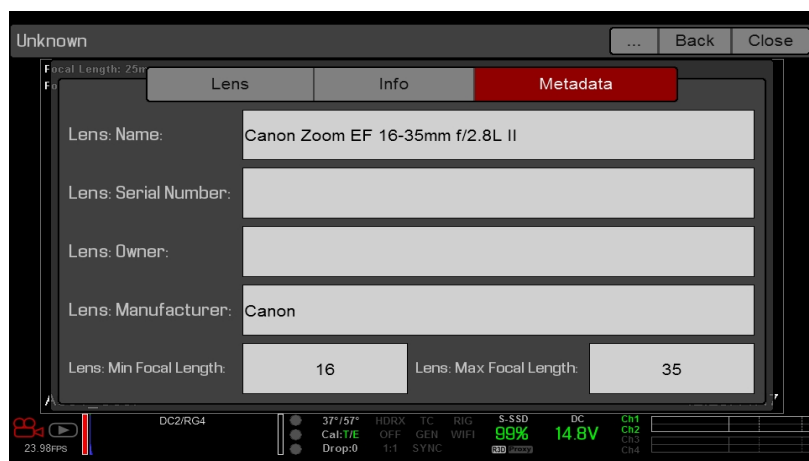 Unknown ... Back Close
Focal Length: 25m
Fo
Lens Info Metadata
Lens: Name: Canon Zoom EF 16-35mm f/2.8L II
Lens: Serial Number:
Lens: Owner:
Lens: Manufacturer: Canon
Lens: Min Focal Length: 16 Lens: Max Focal Length: 35
DC2/RG4
23.98FPS
37°/57° HDRX TC RIG S-SSD DC Ch1
Cal:T/E OFF GEN WIFI 99% 14.8V Ch2
Ch3
Drop:0 1:1 SYNC R3D Proxy Ch4